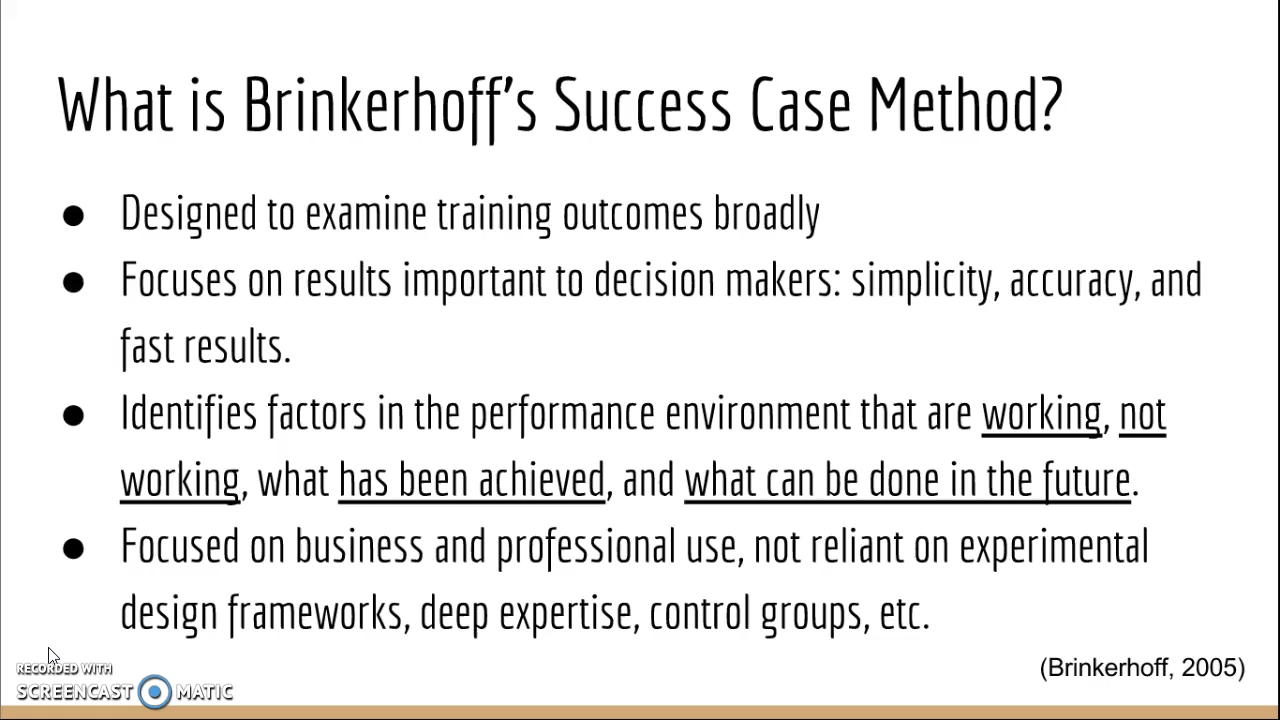 What is Brinkerhoff's Success Case Method?
● Designed to examine training outcomes broadly
● Focuses on results important to decision makers: simplicity, accuracy, and
fast results.
● Identifies factors in the performance environment that are working, not
working, what has been achieved, and what can be done in the future.
● Focused on business and professional use, not reliant on experimental
design frameworks, deep expertise, control groups, etc.
(Brinkerhoff, 2005)
RECORDED WITH
SCREENCAST MATIC